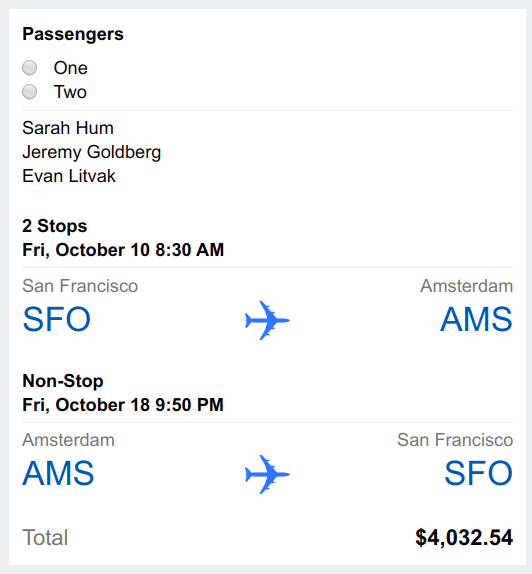 Passengers
One
Two
Sarah Hum
Jeremy Goldberg
Evan Litvak
2 Stops
Fri, October 10 8:30 AM
San Francisco Amsterdam
SFO AMS
Non-Stop
Fri, October 18 9:50 PM
Amsterdam San Francisco
AMS SFO
Total $4,032.54